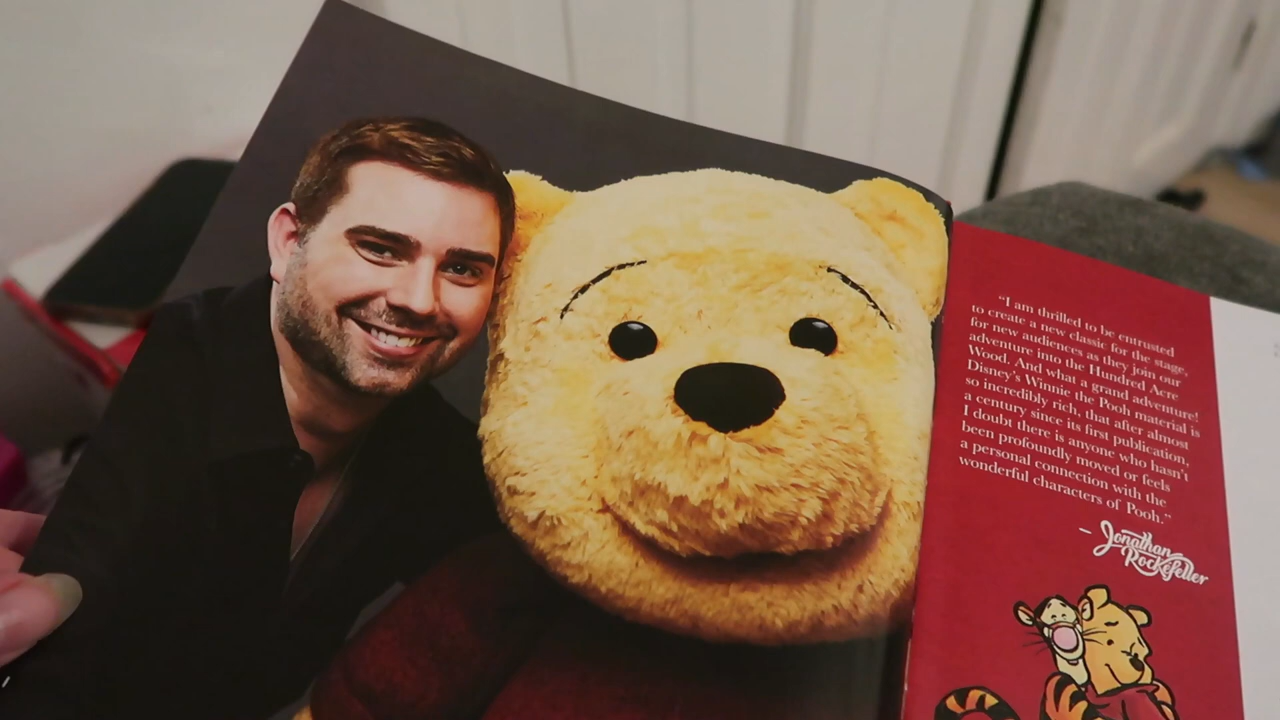 “I am thrilled to be entrusted
to create a new classic for the stage,
for new audiences as they join our
adventure into the Hundred Acre
Wood. And what a grand adventure!
Disney’s Winnie the Pooh material is
so incredibly rich, that after almost
a century since its first publication,
I doubt there is anyone who hasn’t
been profoundly moved or feels
a personal connection with the
wonderful characters of Pooh.”
– Jonathan
Rockefeller